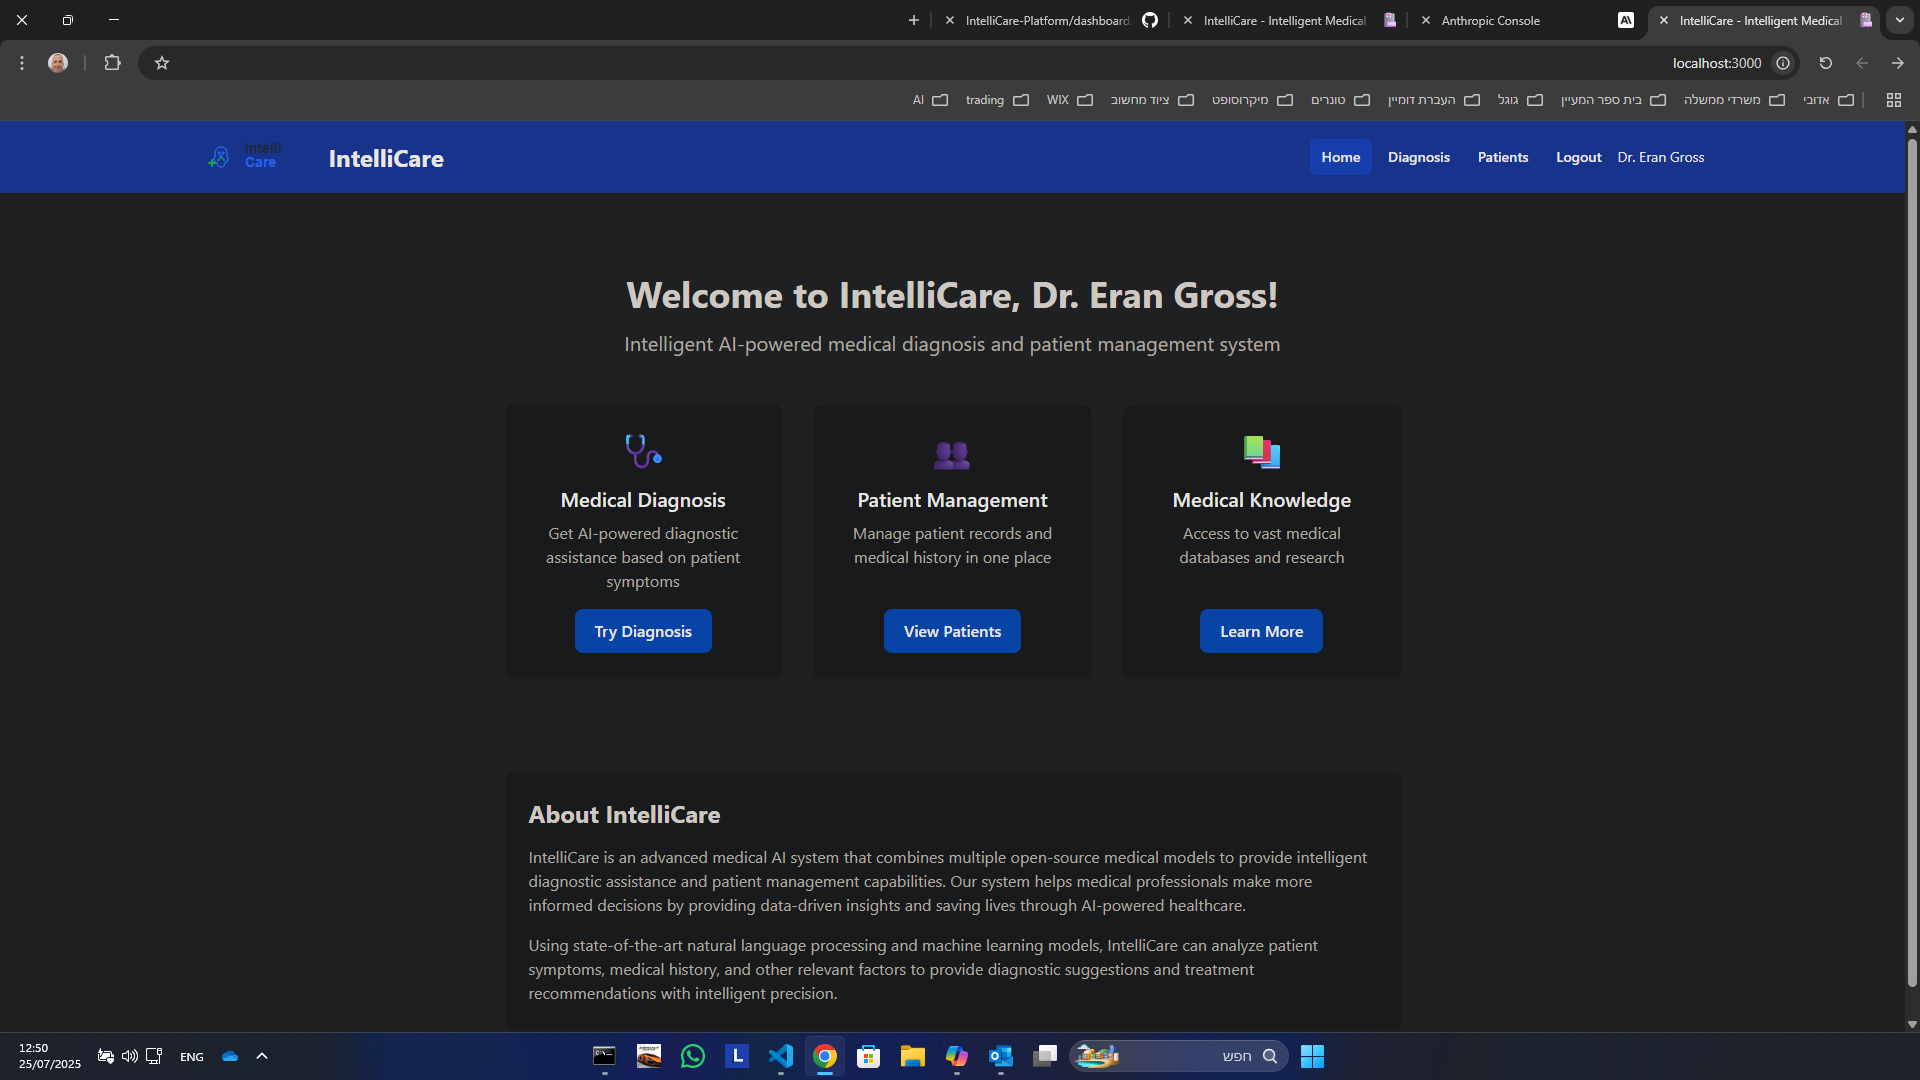 IntelliCare-Platform/dashboard
IntelliCare - Intelligent Medical
Anthropic Console
IntelliCare - Intelligent Medical
localhost:3000
AI
trading
WIX
ציוד מחשוב
מיקרוסופט
טונרים
העברת דומיין
גוגל
בית ספר המעיין
משרדי ממשלה
אדובי
Intelli
Care
IntelliCare
Home
Diagnosis
Patients
Logout
Dr. Eran Gross
Welcome to IntelliCare, Dr. Eran Gross!
Intelligent AI-powered medical diagnosis and patient management system
Medical Diagnosis
Get AI-powered diagnostic
assistance based on patient
symptoms
Try Diagnosis
Patient Management
Manage patient records and
medical history in one place
View Patients
Medical Knowledge
Access to vast medical
databases and research
Learn More
About IntelliCare
IntelliCare is an advanced medical AI system that combines multiple open-source medical models to provide intelligent
diagnostic assistance and patient management capabilities. Our system helps medical professionals make more
informed decisions by providing data-driven insights and saving lives through AI-powered healthcare.
Using state-of-the-art natural language processing and machine learning models, IntelliCare can analyze patient
symptoms, medical history, and other relevant factors to provide diagnostic suggestions and treatment
recommendations with intelligent precision.
12:50
25/07/2025
ENG
L
חפש